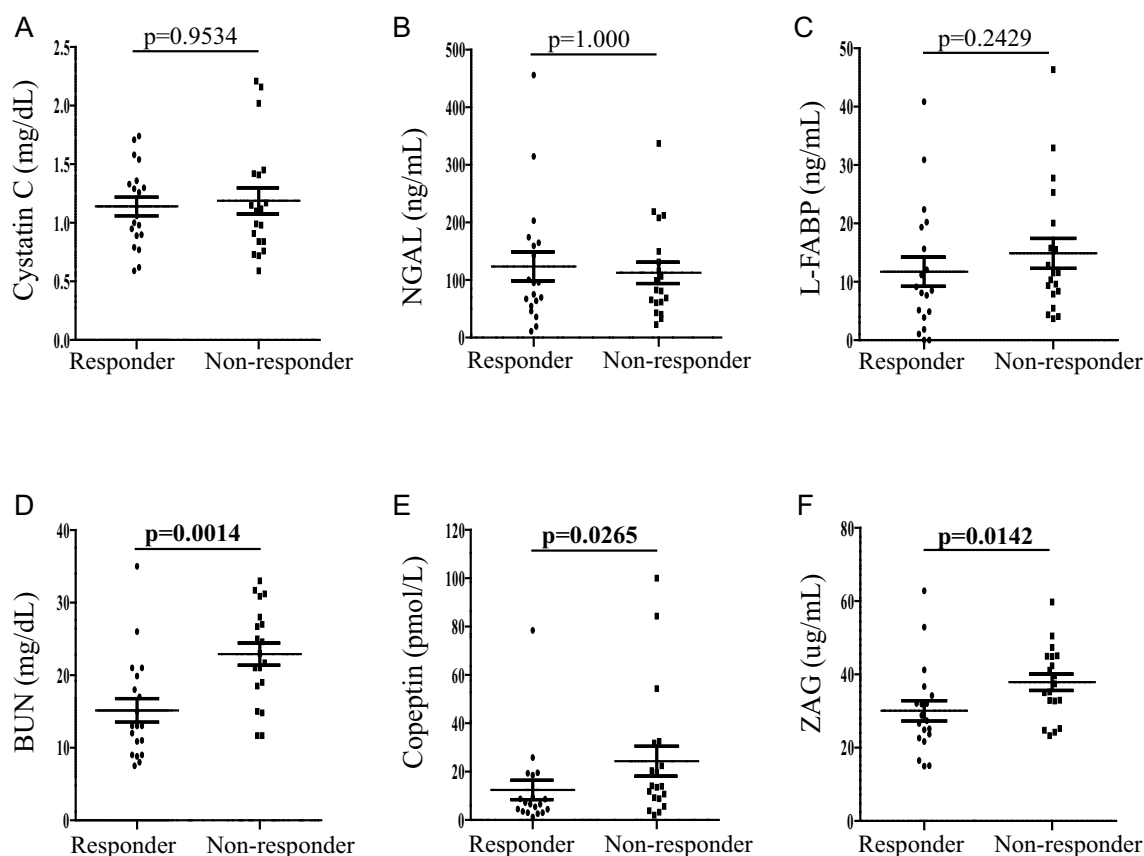 A
p=0.9534
Cystatin C (mg/dL)
2.5
2.0
1.5
1.0
0.5
0.0
Responder
Non-responder
B
p=1.000
NGAL (ng/mL)
500
400
300
200
100
0
Responder
Non-responder
C
p=0.2429
L-FABP (ng/mL)
50
40
30
20
10
0
Responder
Non-responder
D
p=0.0014
BUN (mg/dL)
40
30
20
10
0
Responder
Non-responder
E
p=0.0265
Copeptin (pmol/L)
120
100
80
60
40
20
0
Responder
Non-responder
F
p=0.0142
ZAG (ug/mL)
80
60
40
20
0
Responder
Non-responder